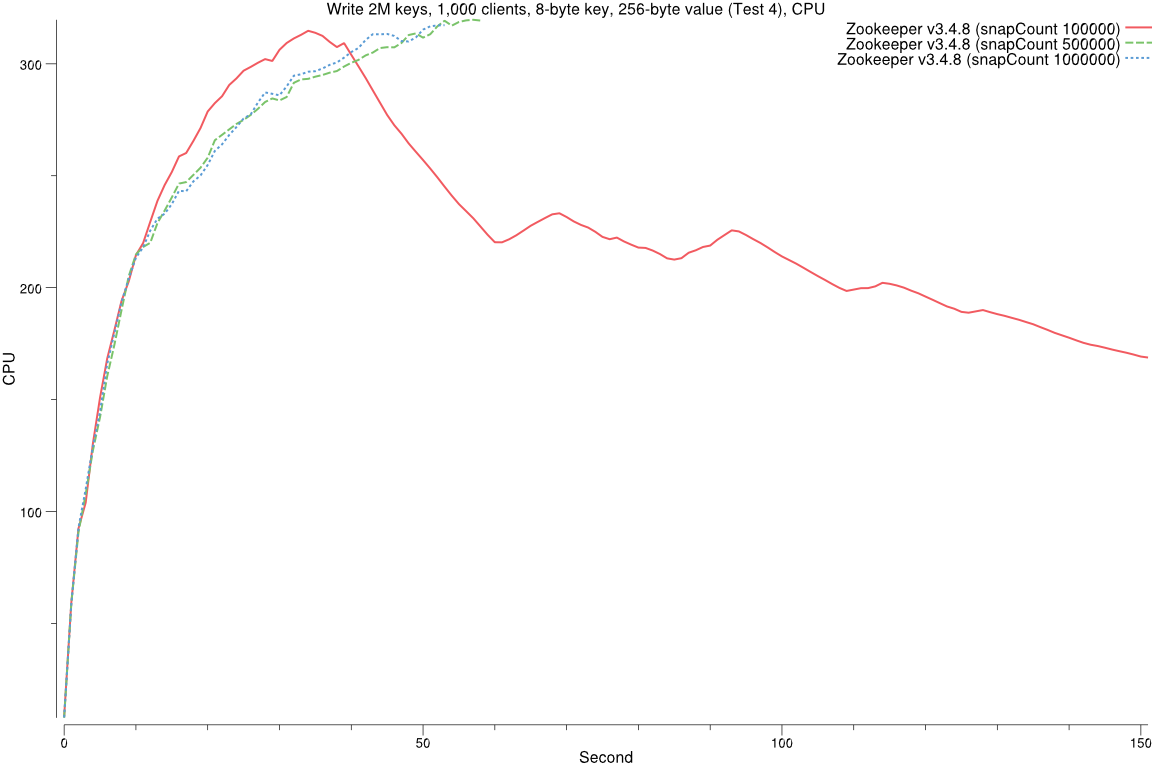 Write 2M keys, 1,000 clients, 8-byte key, 256-byte value (Test 4), CPU
Zookeeper v3.4.8 (snapCount 100000)
Zookeeper v3.4.8 (snapCount 500000)
Zookeeper v3.4.8 (snapCount 1000000)
300
200
100
CPU
0 50 100 150
Second